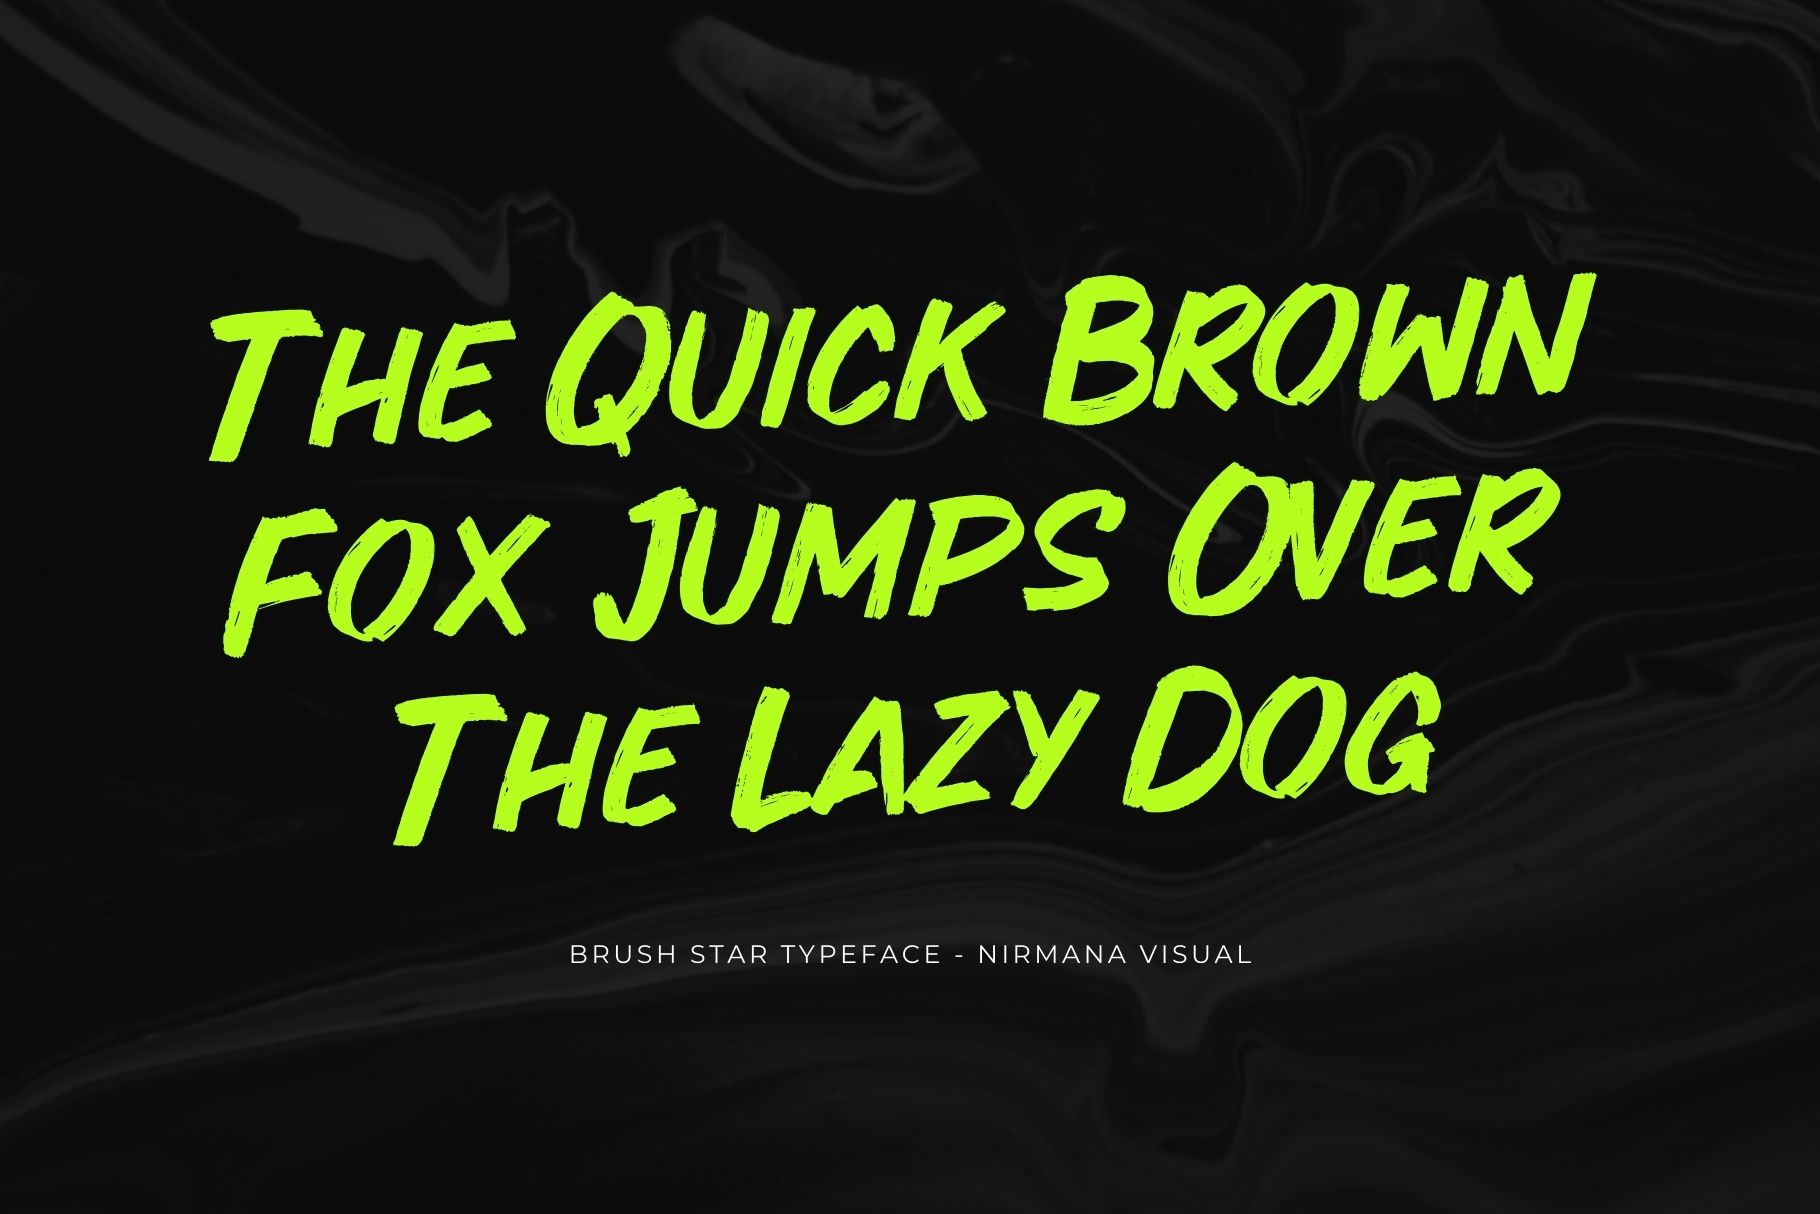 The Quick Brown
Fox Jumps Over
The Lazy Dog
BRUSH STAR TYPEFACE - NIRMANA VISUAL